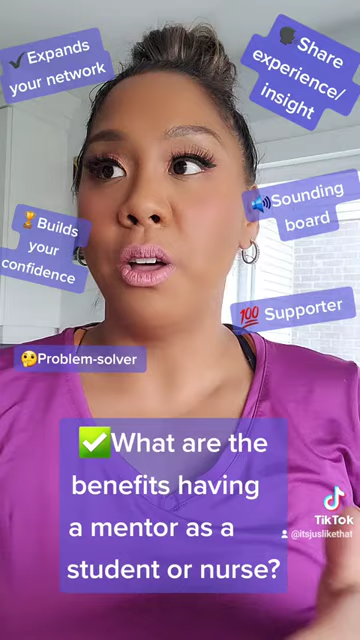 ✔️Expands
your network
🗣️ Share
experience/
insight
🔊Sounding
board
🏆Builds
your
confidence
💯 Supporter
🤔Problem-solver
✅What are the
benefits having
a mentor as a
student or nurse?
TikTok
@itsjuslikethat